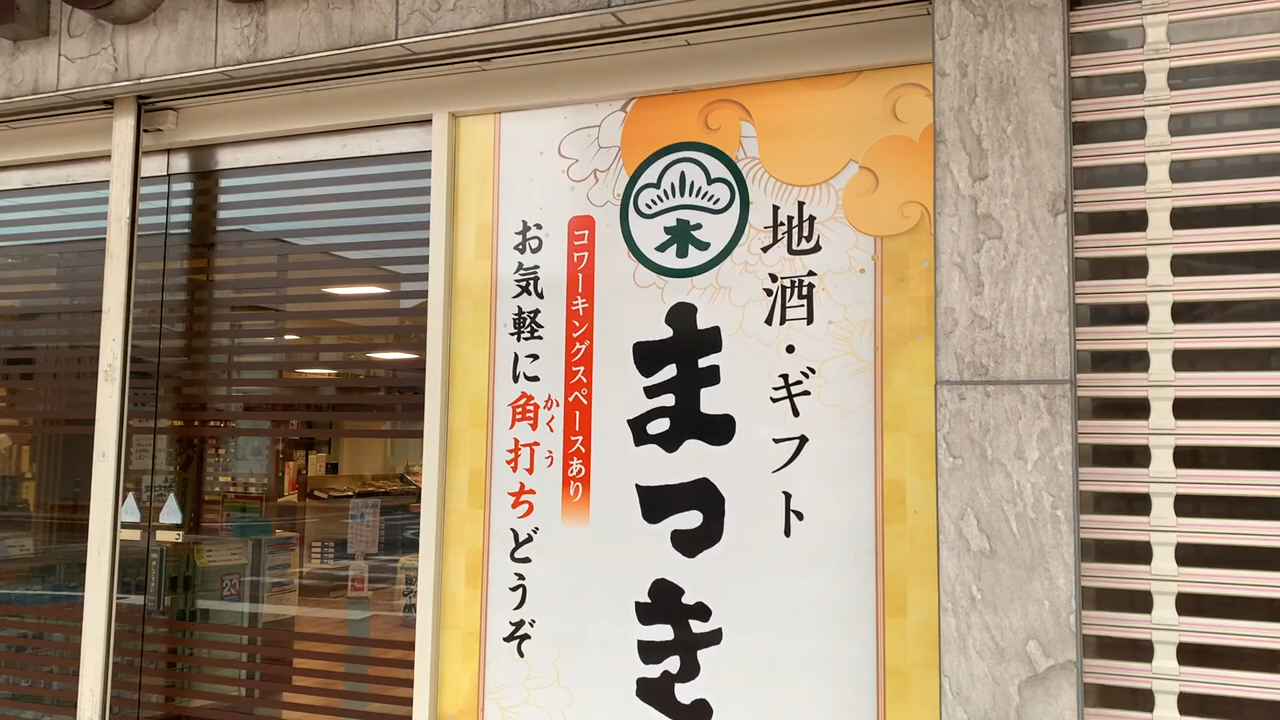 地酒・ギフト
木
まつき
コワーキングスペースあり
お気軽に角打ちどうぞ
かくう
23